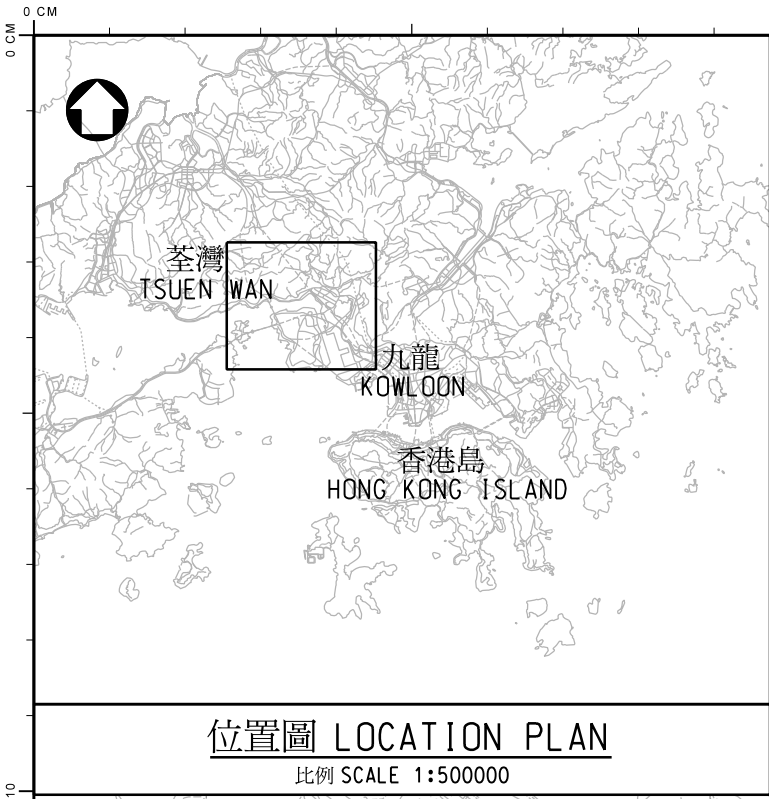 0 CM
0 CM
荃灣
TSUEN WAN
九龍
KOWLOON
香港島
HONG KONG ISLAND
位置圖 LOCATION PLAN
比例 SCALE 1:500000
10